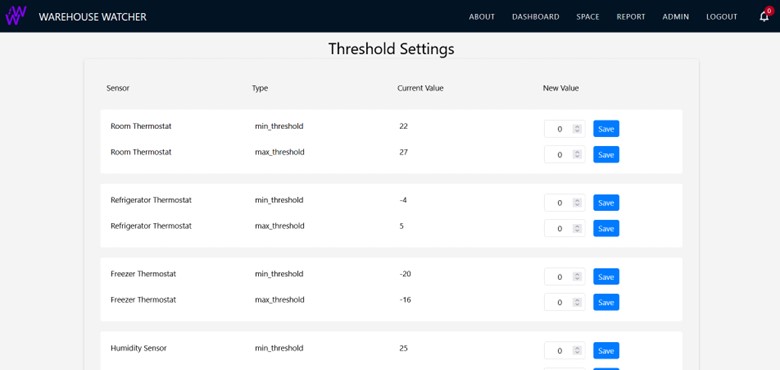 WAREHOUSE WATCHER ABOUT DASHBOARD SPACE REPORT ADMIN LOGOUT 0
Threshold Settings
Sensor Type Current Value New Value
Room Thermostat min_threshold 22 0 Save
Room Thermostat max_threshold 27 0 Save
Refrigerator Thermostat min_threshold -4 0 Save
Refrigerator Thermostat max_threshold 5 0 Save
Freezer Thermostat min_threshold -20 0 Save
Freezer Thermostat max_threshold -16 0 Save
Humidity Sensor min_threshold 25 0 Save